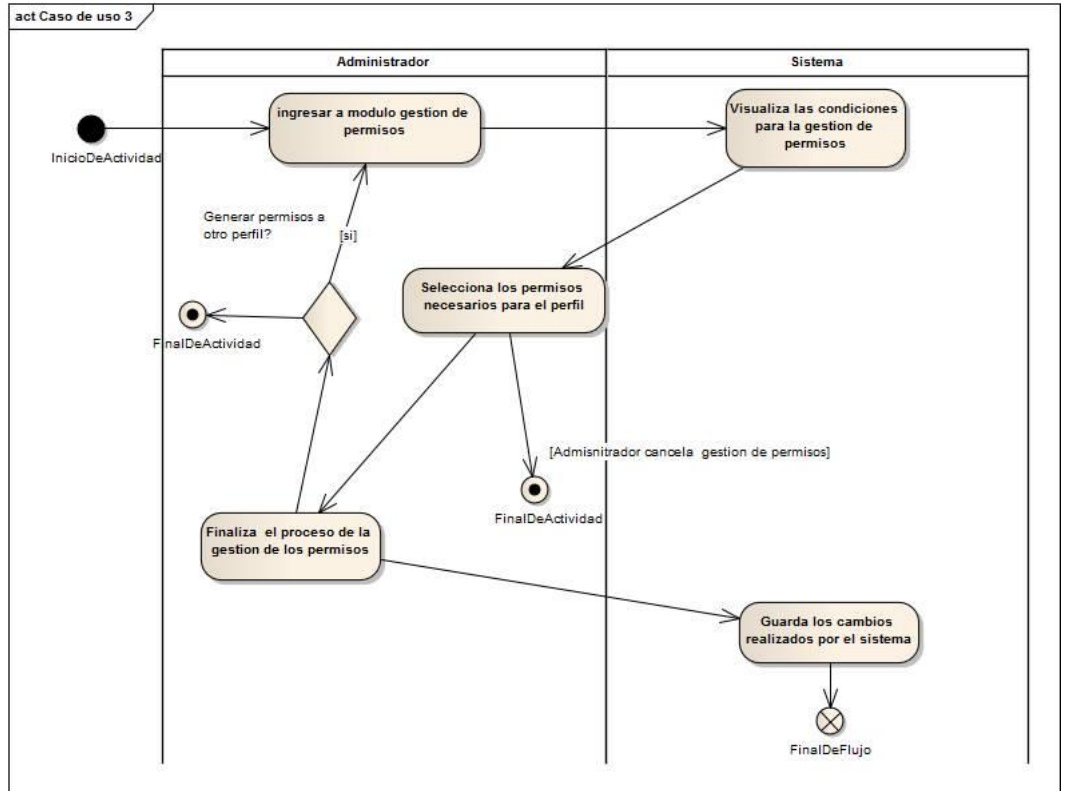 act Caso de uso 3
Administrador
Sistema
ingresar a modulo gestion de
permisos
Visualiza las condiciones
para la gestion de
permisos
InicioDeActividad
Generar permisos a
otro perfil?
[si]
Selecciona los permisos
necesarios para el perfil
FinalDeActividad
[Admisnitrador cancela gestion de permisos]
FinalDeActividad
Finaliza el proceso de la
gestion de los permisos
Guarda los cambios
realizados por el sistema
FinalDeFlujo